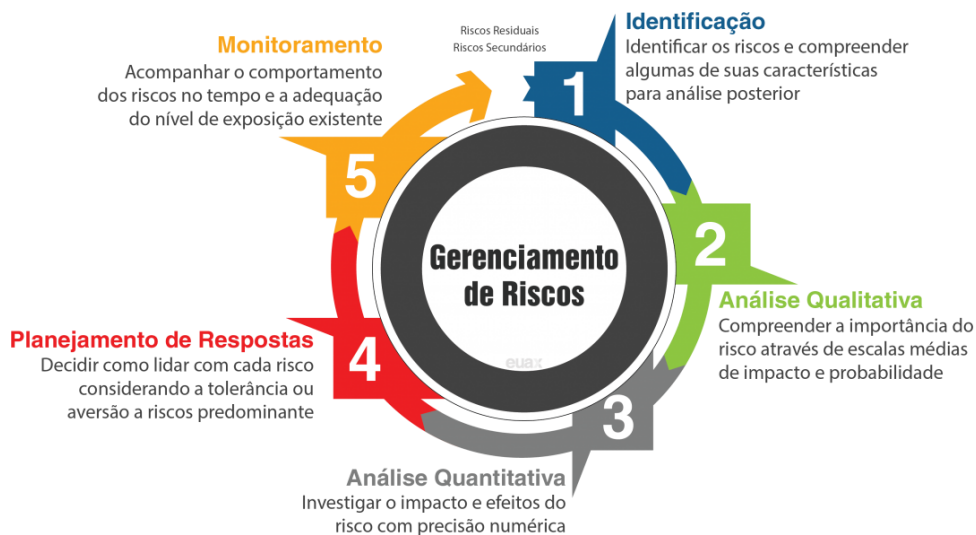 Riscos Residuais
Riscos Secundários
1
Identificação
Identificar os riscos e compreender
algumas de suas características
para análise posterior
2
Análise Qualitativa
Compreender a importância do
risco através de escalas médias
de impacto e probabilidade
3
Análise Quantitativa
Investigar o impacto e efeitos do
risco com precisão numérica
4
Planejamento de Respostas
Decidir como lidar com cada risco
considerando a tolerância ou
aversão a riscos predominante
5
Monitoramento
Acompanhar o comportamento
dos riscos no tempo e a adequação
do nível de exposição existente
Gerenciamento
de Riscos
euax